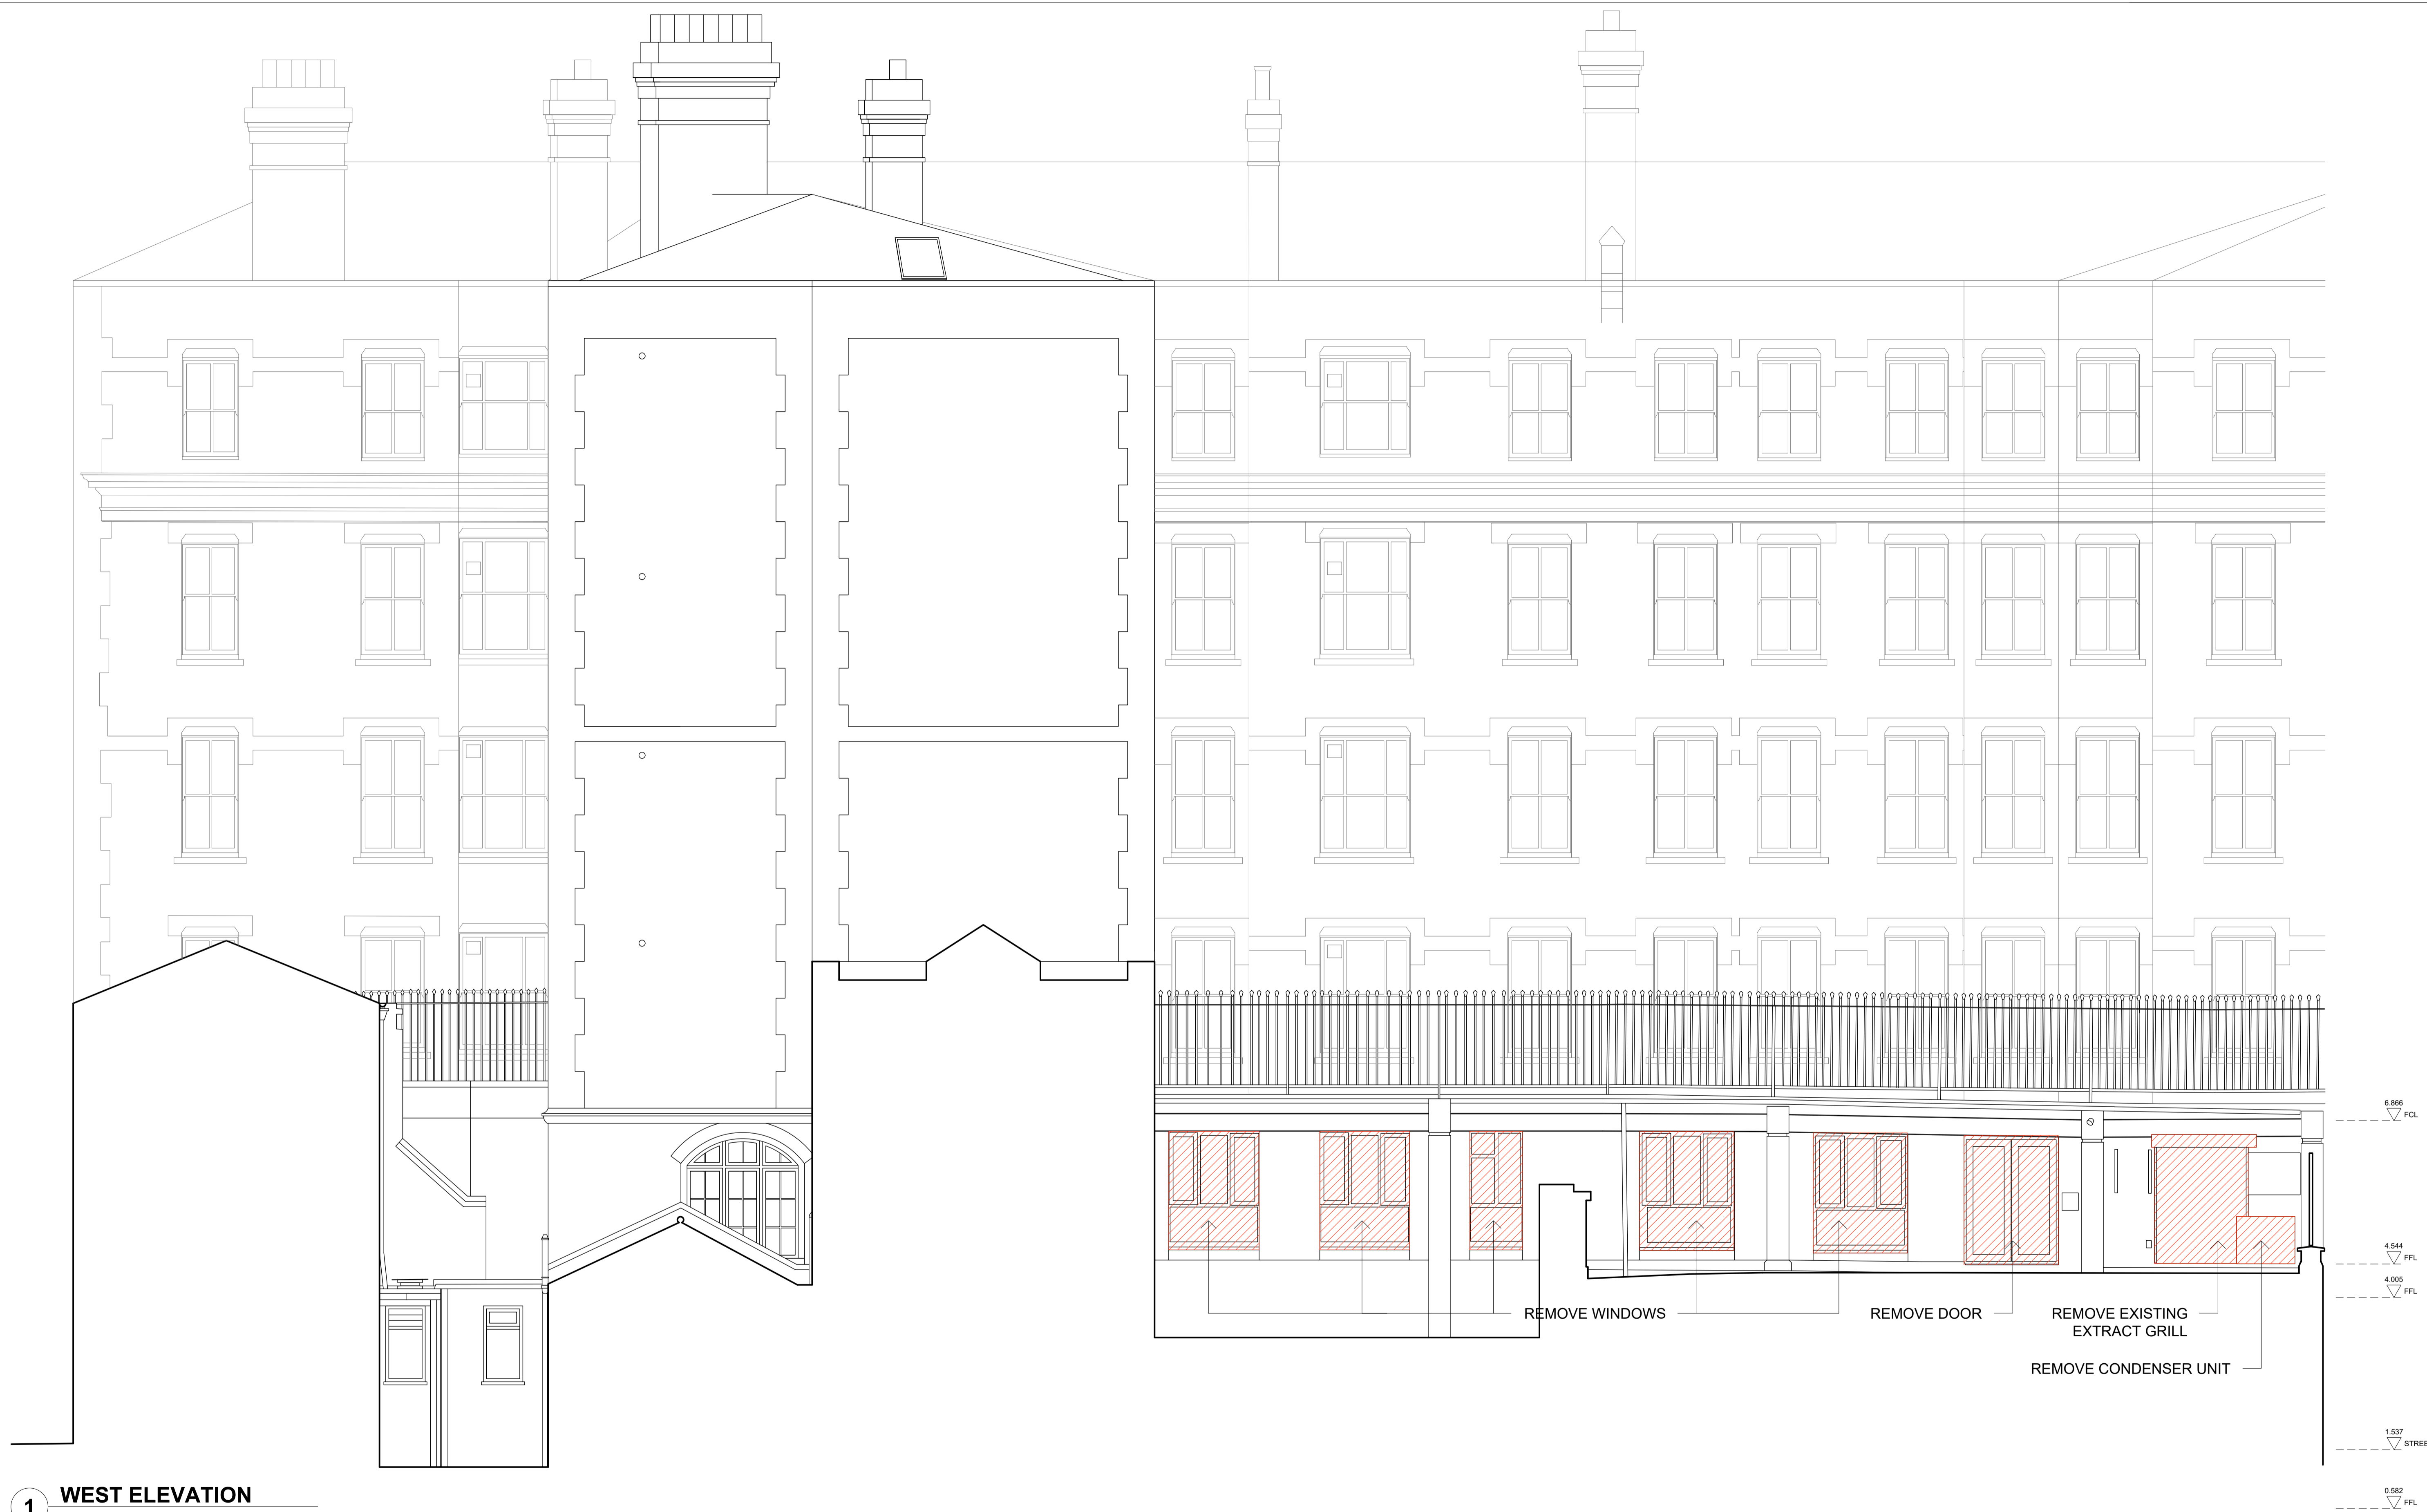 6.866
FCL
4.544
FFL
4.005
FFL
REMOVE WINDOWS
REMOVE DOOR
REMOVE EXISTING
EXTRACT GRILL
REMOVE CONDENSER UNIT
1.537
STREE
1
WEST ELEVATION
0.582
FFL